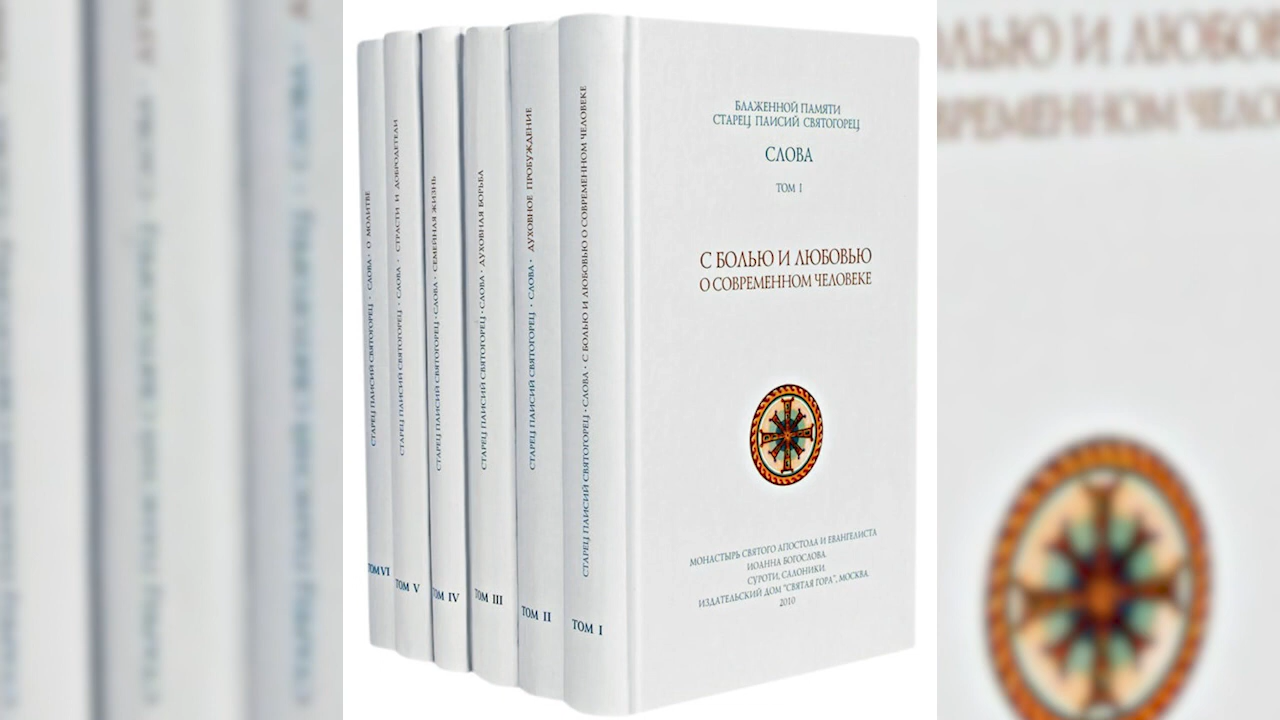 БЛАЖЕННОЙ ПАМЯТИ
СТАРЕЦ ПАИСИЙ СВЯТОГОРЕЦ
СЛОВА
ТОМ I
С БОЛЬЮ И ЛЮБОВЬЮ
О СОВРЕМЕННОМ ЧЕЛОВЕКЕ
МОНАСТЫРЬ СВЯТОГО АПОСТОЛА И ЕВАНГЕЛИСТА
ИОАННА БОГОСЛОВА.
СУРОТИ, САЛОНИКИ.
ИЗДАТЕЛЬСКИЙ ДОМ "СВЯТАЯ ГОРА", МОСКВА.
2010
СТАРЕЦ ПАИСИЙ СВЯТОГОРЕЦ · СЛОВА · О МОЛИТВЕ
ТОМ VI
СТАРЕЦ ПАИСИЙ СВЯТОГОРЕЦ · СЛОВА · СТРАСТИ И ДОБРОДЕТЕЛИ
ТОМ V
СТАРЕЦ ПАИСИЙ СВЯТОГОРЕЦ · СЛОВА · СЕМЕЙНАЯ ЖИЗНЬ
ТОМ IV
СТАРЕЦ ПАИСИЙ СВЯТОГОРЕЦ · СЛОВА · ДУХОВНАЯ БОРЬБА
ТОМ III
СТАРЕЦ ПАИСИЙ СВЯТОГОРЕЦ · СЛОВА · ДУХОВНОЕ ПРОБУЖДЕНИЕ
ТОМ II
СТАРЕЦ ПАИСИЙ СВЯТОГОРЕЦ · СЛОВА · С БОЛЬЮ И ЛЮБОВЬЮ О СОВРЕМЕННОМ ЧЕЛОВЕКЕ
ТОМ I